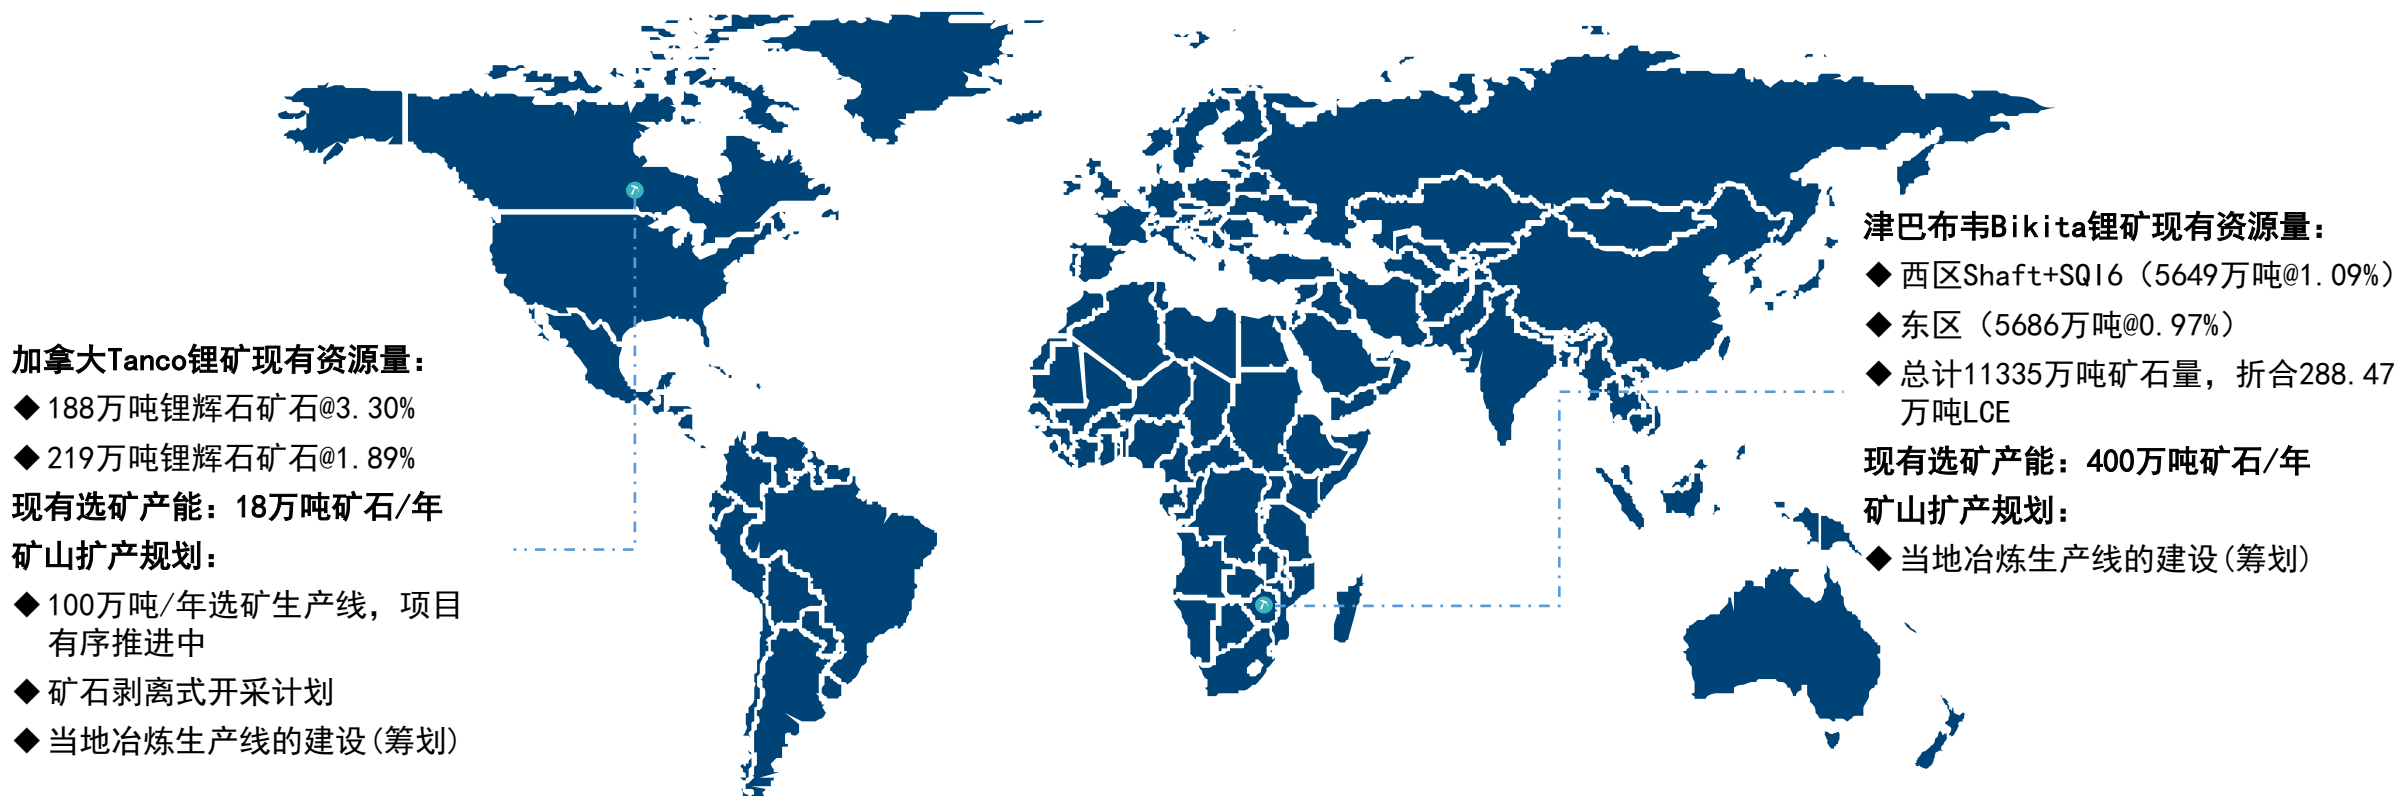 加拿大Tanco锂矿现有资源量：
◆ 188万吨锂辉石矿石@3.30%
◆ 219万吨锂辉石矿石@1.89%
现有选矿产能：18万吨矿石/年
矿山扩产规划：
◆ 100万吨/年选矿生产线，项目
有序推进中
◆ 矿石剥离式开采计划
◆ 当地冶炼生产线的建设(筹划)
津巴布韦Bikita锂矿现有资源量：
◆ 西区Shaft+SQI6（5649万吨@1.09%）
◆ 东区（5686万吨@0.97%）
◆ 总计11335万吨矿石量，折合288.47
万吨LCE
现有选矿产能：400万吨矿石/年
矿山扩产规划：
◆ 当地冶炼生产线的建设(筹划)